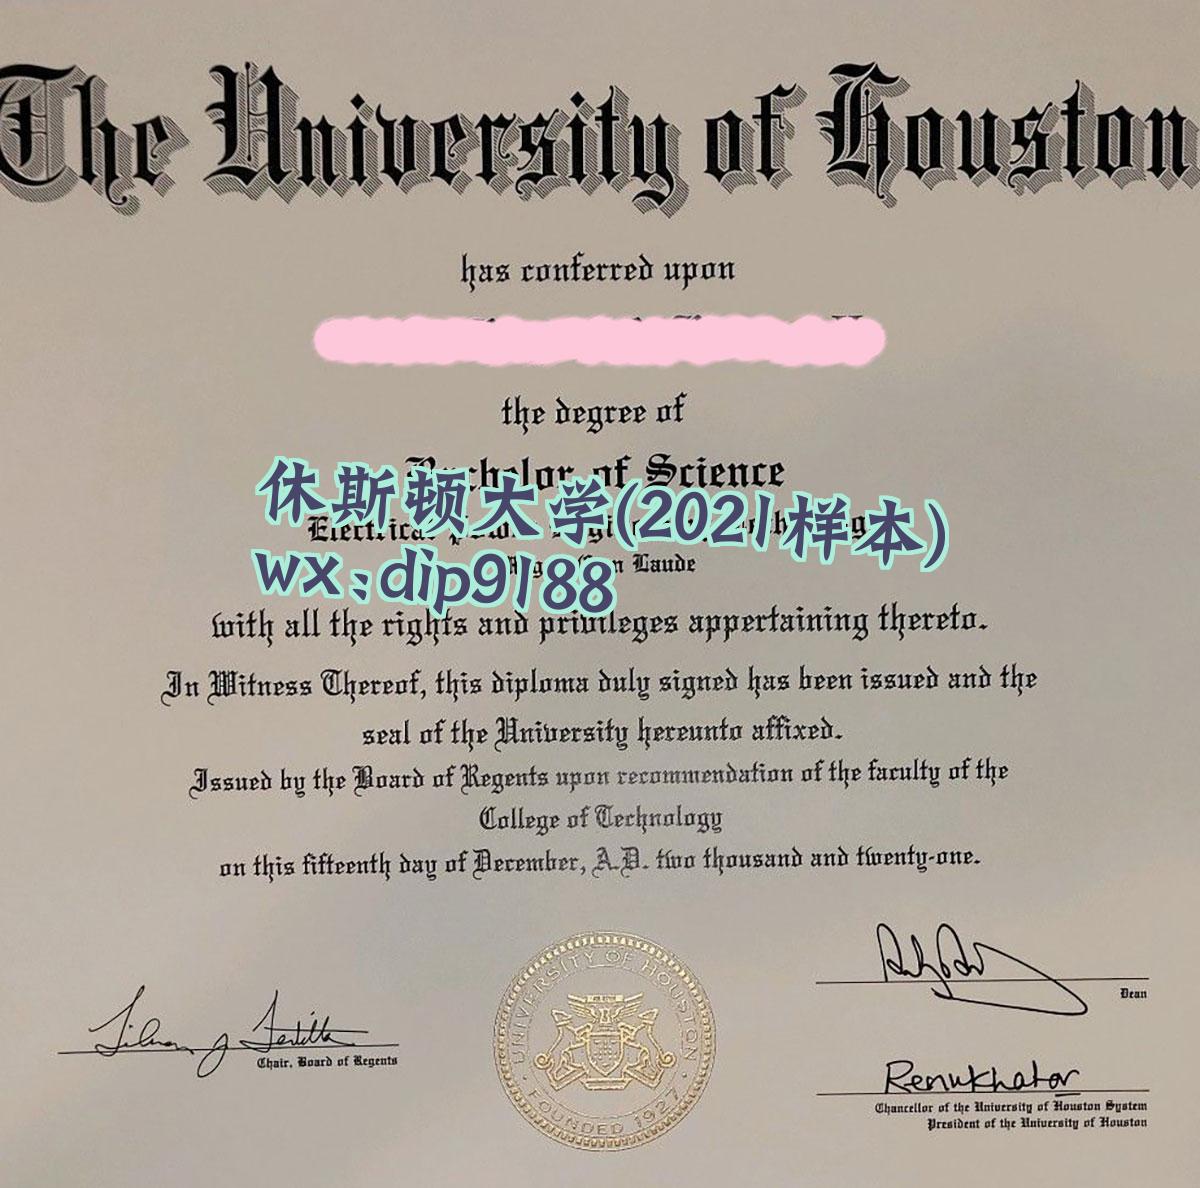 The University of Houston
has conferred upon
the degree of
Bachelor of Science
休斯顿大学(2021样本)
Laude
wx:dip9188
with all the rights and privileges appertaining thereto.
In Witness Thereof, this diploma duly signed has been issued and the
seal of the University hereunto affixed.
Issued by the Board of Regents upon recommendation of the faculty of the
College of Technology
on this fifteenth day of December, A.D. two thousand and twenty-one.
UNIVERSITY OF HOUSTON
FOUNDED 1927
Dean
Chair, Board of Regents
Renu Khator
Chancellor of the University of Houston System
President of the University of Houston